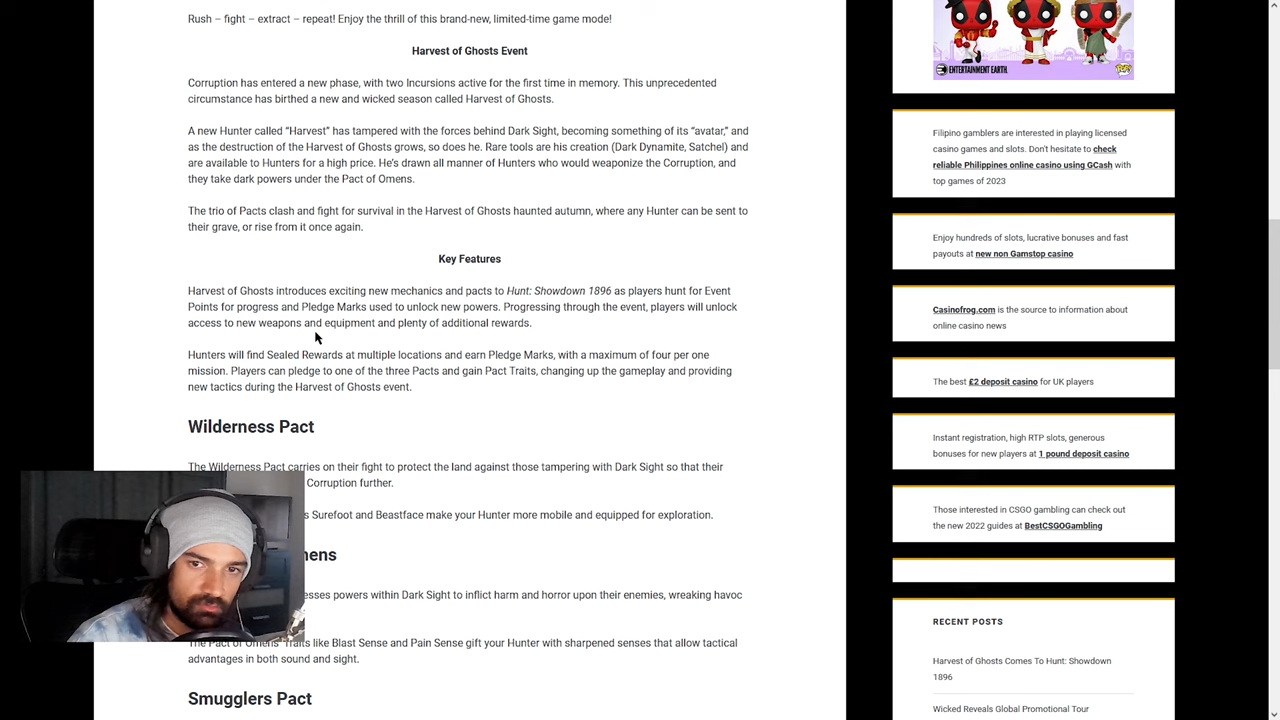 Rush – fight – extract – repeat! Enjoy the thrill of this brand-new, limited-time game mode!
Harvest of Ghosts Event
Corruption has entered a new phase, with two Incursions active for the first time in memory. This unprecedented
circumstance has birthed a new and wicked season called Harvest of Ghosts.
A new Hunter called “Harvest” has tampered with the forces behind Dark Sight, becoming something of its “avatar,” and
as the destruction of the Harvest of Ghosts grows, so does he. Rare tools are his creation (Dark Dynamite, Satchel) and
are available to Hunters for a high price. He’s drawn all manner of Hunters who would weaponize the Corruption, and
they take dark powers under the Pact of Omens.
The trio of Pacts clash and fight for survival in the Harvest of Ghosts haunted autumn, where any Hunter can be sent to
their grave, or rise from it once again.
Key Features
Harvest of Ghosts introduces exciting new mechanics and pacts to Hunt: Showdown 1896 as players hunt for Event
Points for progress and Pledge Marks used to unlock new powers. Progressing through the event, players will unlock
access to new weapons and equipment and plenty of additional rewards.
Hunters will find Sealed Rewards at multiple locations and earn Pledge Marks, with a maximum of four per one
mission. Players can pledge to one of the three Pacts and gain Pact Traits, changing up the gameplay and providing
new tactics during the Harvest of Ghosts event.
Wilderness Pact
The Wilderness Pact carries on their fight to protect the land against those tampering with Dark Sight so that their
Corruption further.
Surefoot and Beastface make your Hunter more mobile and equipped for exploration.
powers within Dark Sight to inflict harm and horror upon their enemies, wreaking havoc
The Pact of Omens’ Traits like Blast Sense and Pain Sense gift your Hunter with sharpened senses that allow tactical
advantages in both sound and sight.
Smugglers Pact
ENTERTAINMENT EARTH
Filipino gamblers are interested in playing licensed
casino games and slots. Don't hesitate to check
reliable Philippines online casino using GCash with
top games of 2023
Enjoy hundreds of slots, lucrative bonuses and fast
payouts at new non Gamstop casino
Casinofrog.com is the source to information about
online casino news
The best £2 deposit casino for UK players
Instant registration, high RTP slots, generous
bonuses for new players at 1 pound deposit casino
Those interested in CSGO gambling can check out
the new 2022 guides at BestCSGOGambling
RECENT POSTS
Harvest of Ghosts Comes To Hunt: Showdown
1896
Wicked Reveals Global Promotional Tour